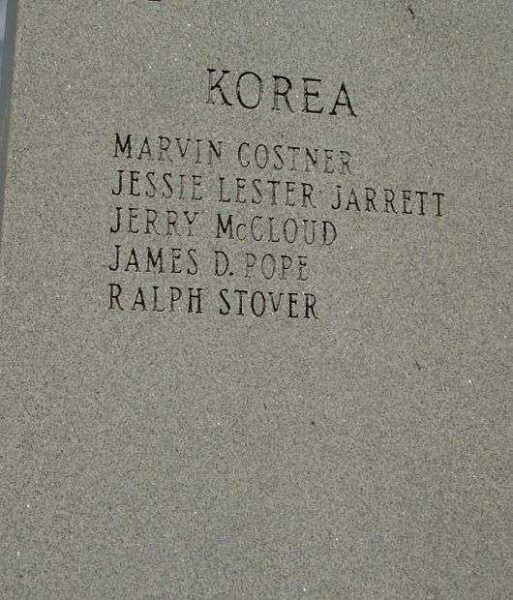 KOREA
MARVIN COSTNER
JESSIE LESTER JARRETT
JERRY McCLOUD
JAMES D. POPE
RALPH STOVER